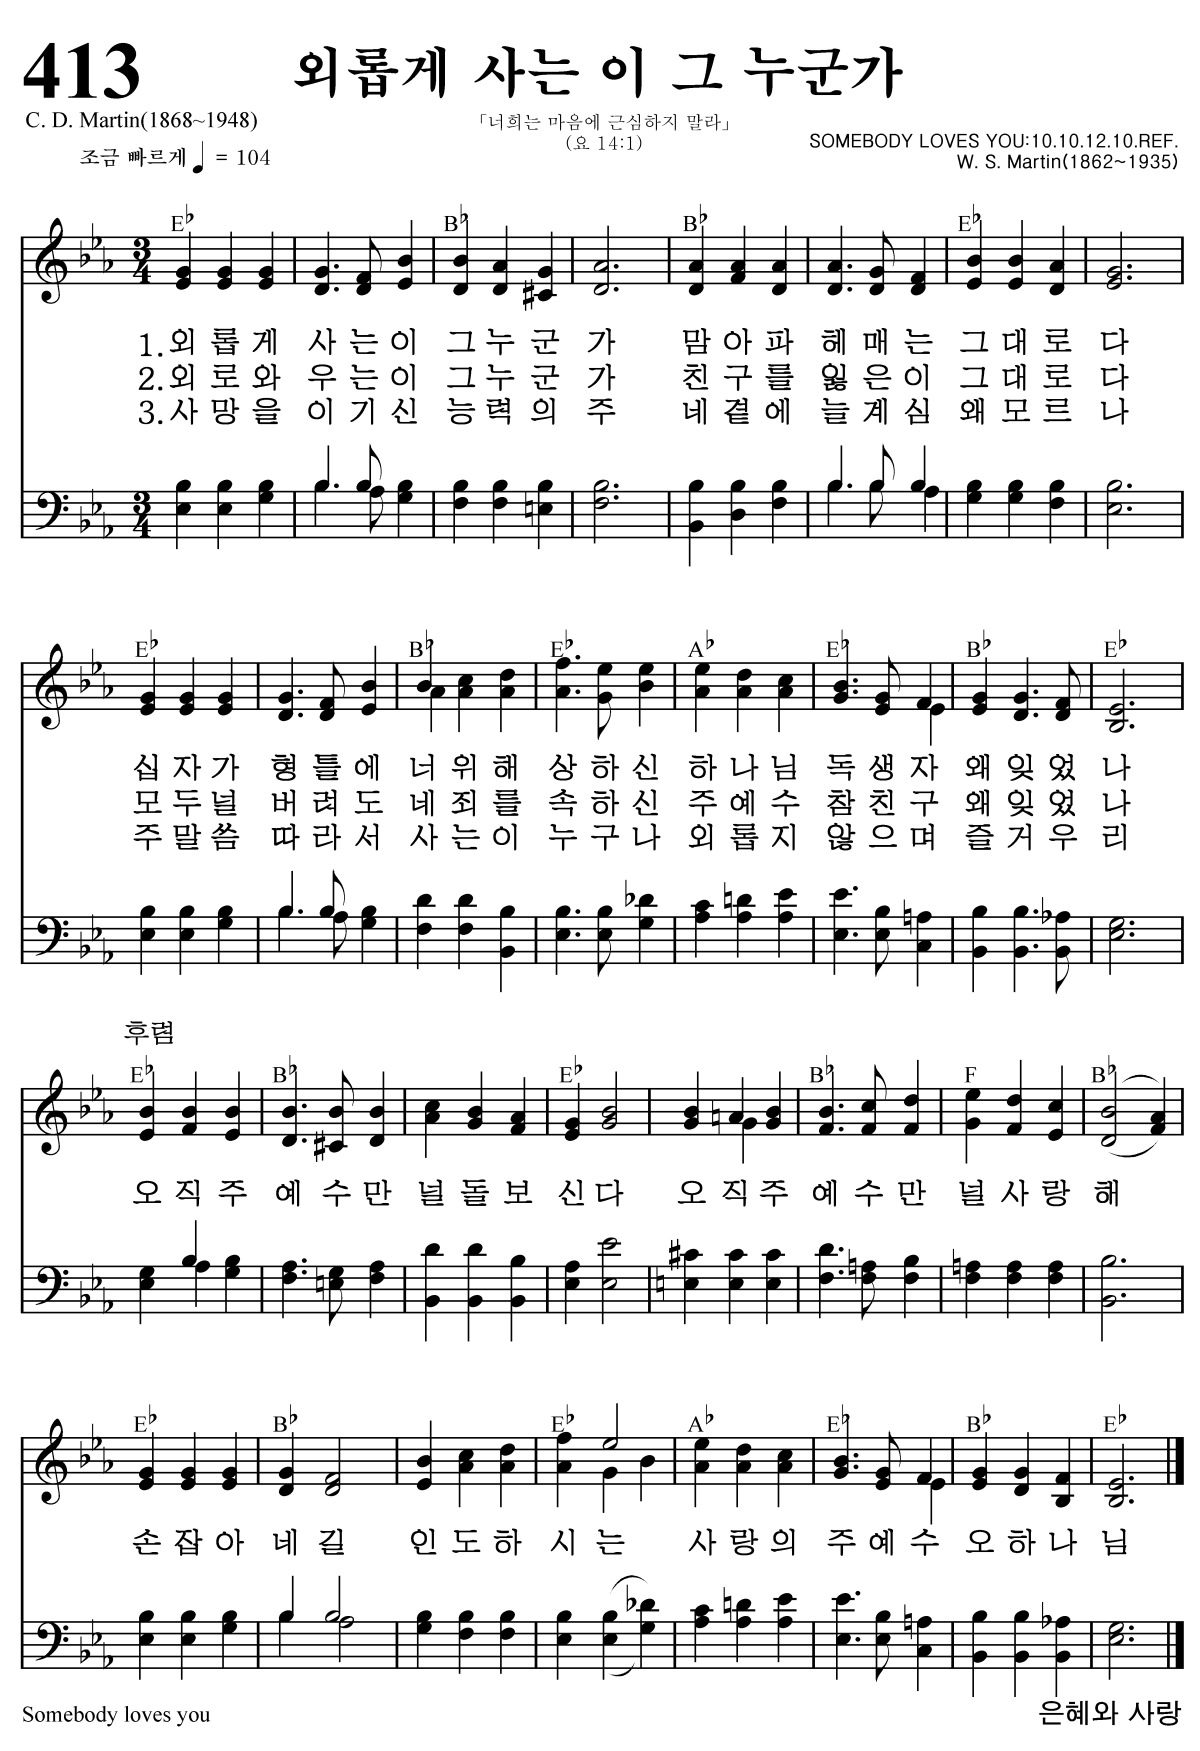 413
외롭게 사는 이 그 누군가
C. D. Martin(1868~1948)
「너희는 마음에 근심하지 말라」
(요 14:1)
조금 빠르게 ♩ = 104
SOMEBODY LOVES YOU:10.10.12.10.REF.
W. S. Martin(1862~1935)
E♭ B♭ B♭ E♭
1.외롭게 사는이 그누군가 맘아파 헤매는 그대로다
2.외로와 우는이 그누군가 친구를 잃은이 그대로다
3.사망을 이기신 능력의주 네곁에 늘계심 왜모르나
E♭ B♭ E♭ A♭ E♭ B♭ E♭
십자가 형틀에 너위해 상하신 하나님 독생자 왜잊었나
모두널 버려도 네죄를 속하신 주예수 참친구 왜잊었나
주말씀 따라서 사는이 누구나 외롭지 않으며 즐거우리
후렴
E♭ B♭ E♭ B♭ F B♭
오직주 예수만 널돌보신다 오직주 예수만 널사랑해
E♭ B♭ E♭ A♭ E♭ B♭ E♭
손잡아 네길 인도하시는 사랑의 주예수 오하나님
Somebody loves you
은혜와 사랑